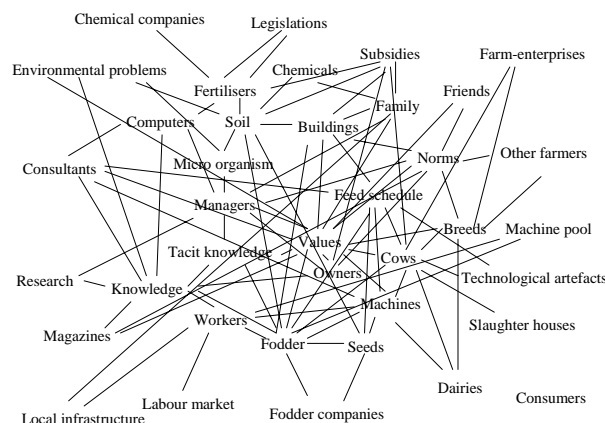 Chemical companies
Legislations
Subsidies
Farm-enterprises
Environmental problems
Chemicals
Fertilisers
Friends
Family
Computers
Soil
Buildings
Norms
Other farmers
Consultants
Micro organism
Feed schedule
Managers
Breeds
Machine pool
Values
Tacit knowledge
Cows
Owners
Technological artefacts
Research
Knowledge
Machines
Workers
Slaughter houses
Magazines
Fodder
Seeds
Dairies
Consumers
Labour market
Local infrastructure
Fodder companies